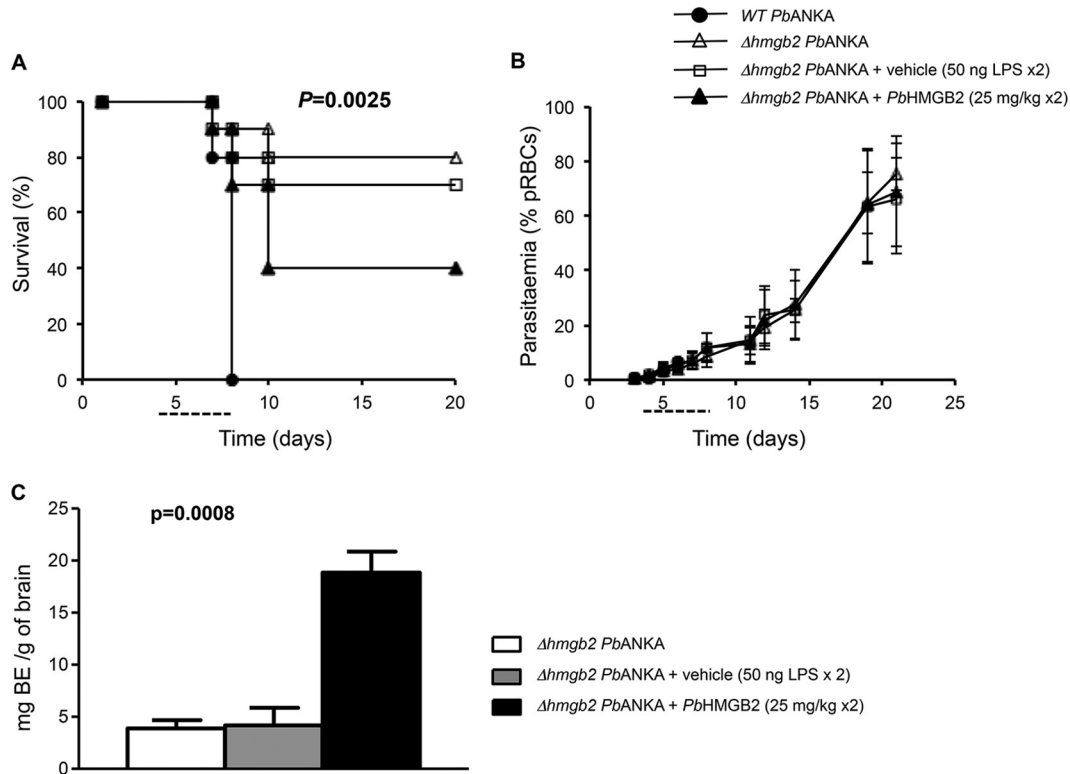 WT PbANKA
Δhmgb2 PbANKA
Δhmgb2 PbANKA + vehicle (50 ng LPS x2)
Δhmgb2 PbANKA + PbHMGB2 (25 mg/kg x2)
A
P=0.0025
Survival (%)
100
80
60
40
20
0
0 5 10 20
Time (days)
B
Parasitaemia (% pRBCs)
100
80
60
40
20
0
0 5 10 15 20 25
Time (days)
C
p=0.0008
mg BE /g of brain
25
20
15
10
5
0
Δhmgb2 PbANKA
Δhmgb2 PbANKA + vehicle (50 ng LPS x 2)
Δhmgb2 PbANKA + PbHMGB2 (25 mg/kg x2)